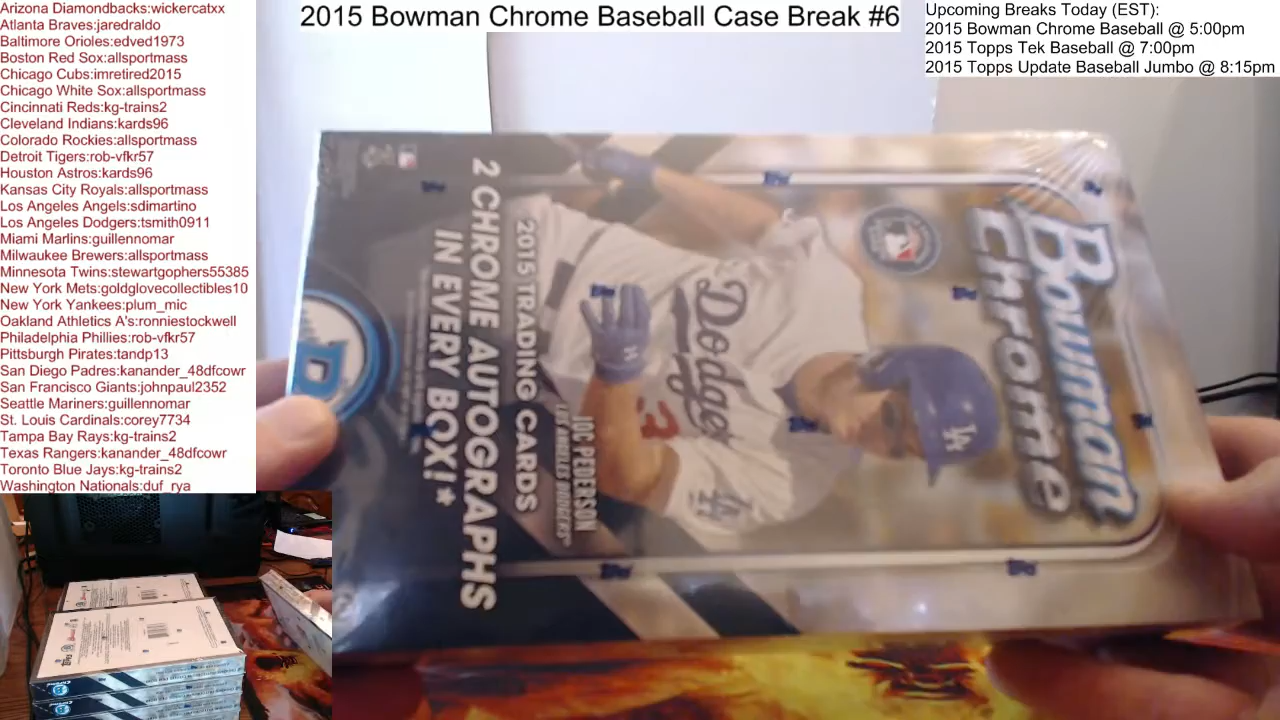 Arizona Diamondbacks:wickercatxx
Atlanta Braves:jaredraldo
Baltimore Orioles:edved1973
Boston Red Sox:allsportmass
Chicago Cubs:imretired2015
Chicago White Sox:allsportmass
Cincinnati Reds:kg-trains2
Cleveland Indians:kards96
Colorado Rockies:allsportmass
Detroit Tigers:rob-vfkr57
Houston Astros:kards96
Kansas City Royals:allsportmass
Los Angeles Angels:sdimartino
Los Angeles Dodgers:tsmith0911
Miami Marlins:guillennomar
Milwaukee Brewers:allsportmass
Minnesota Twins:stewartgophers55385
New York Mets:goldglovecollectibles10
New York Yankees:plum_mic
Oakland Athletics A's:ronniestockwell
Philadelphia Phillies:rob-vfkr57
Pittsburgh Pirates:tandp13
San Diego Padres:kanander_48dfcowr
San Francisco Giants:johnpaul2352
Seattle Mariners:guillennomar
St. Louis Cardinals:corey7734
Tampa Bay Rays:kg-trains2
Texas Rangers:kanander_48dfcowr
Toronto Blue Jays:kg-trains2
Washington Nationals:duf_rya
2015 Bowman Chrome Baseball Case Break #6
Upcoming Breaks Today (EST):
2015 Bowman Chrome Baseball @ 5:00pm
2015 Topps Tek Baseball @ 7:00pm
2015 Topps Update Baseball Jumbo @ 8:15pm
Bowman
Chrome
LA
Dodge
3
LA
JOC PEDERSON
LOS ANGELES DODGERS
2015 TRADING CARDS
2 CHROME AUTOGRAPHS
IN EVERY BOX!*
B